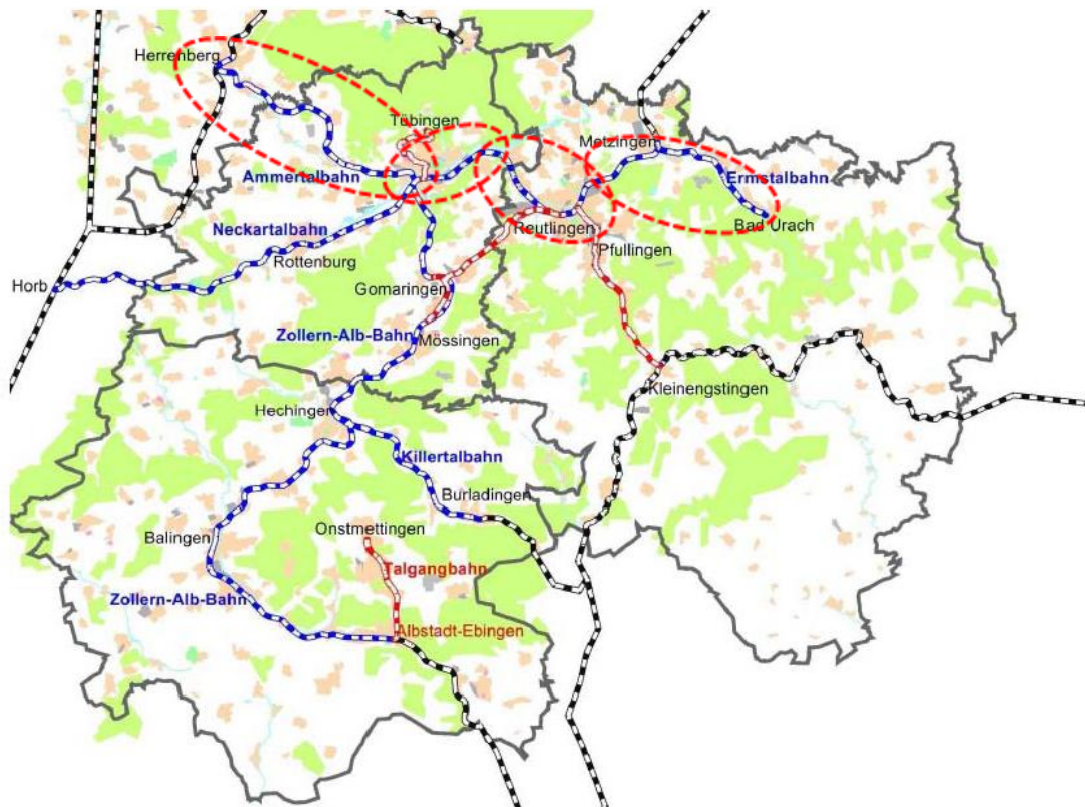 Herrenberg
Tübingen
Metzingen
Ammertalbahn
Ermstalbahn
Neckartalbahn
Reutlingen
Bad Urach
Pfullingen
Rottenburg
Horb
Gomaringen
Zollern-Alb-Bahn
Mössingen
Kleinengstingen
Hechingen
Killertalbahn
Burladingen
Onstmettingen
Balingen
Talgangbahn
Zollern-Alb-Bahn
Albstadt-Ebingen